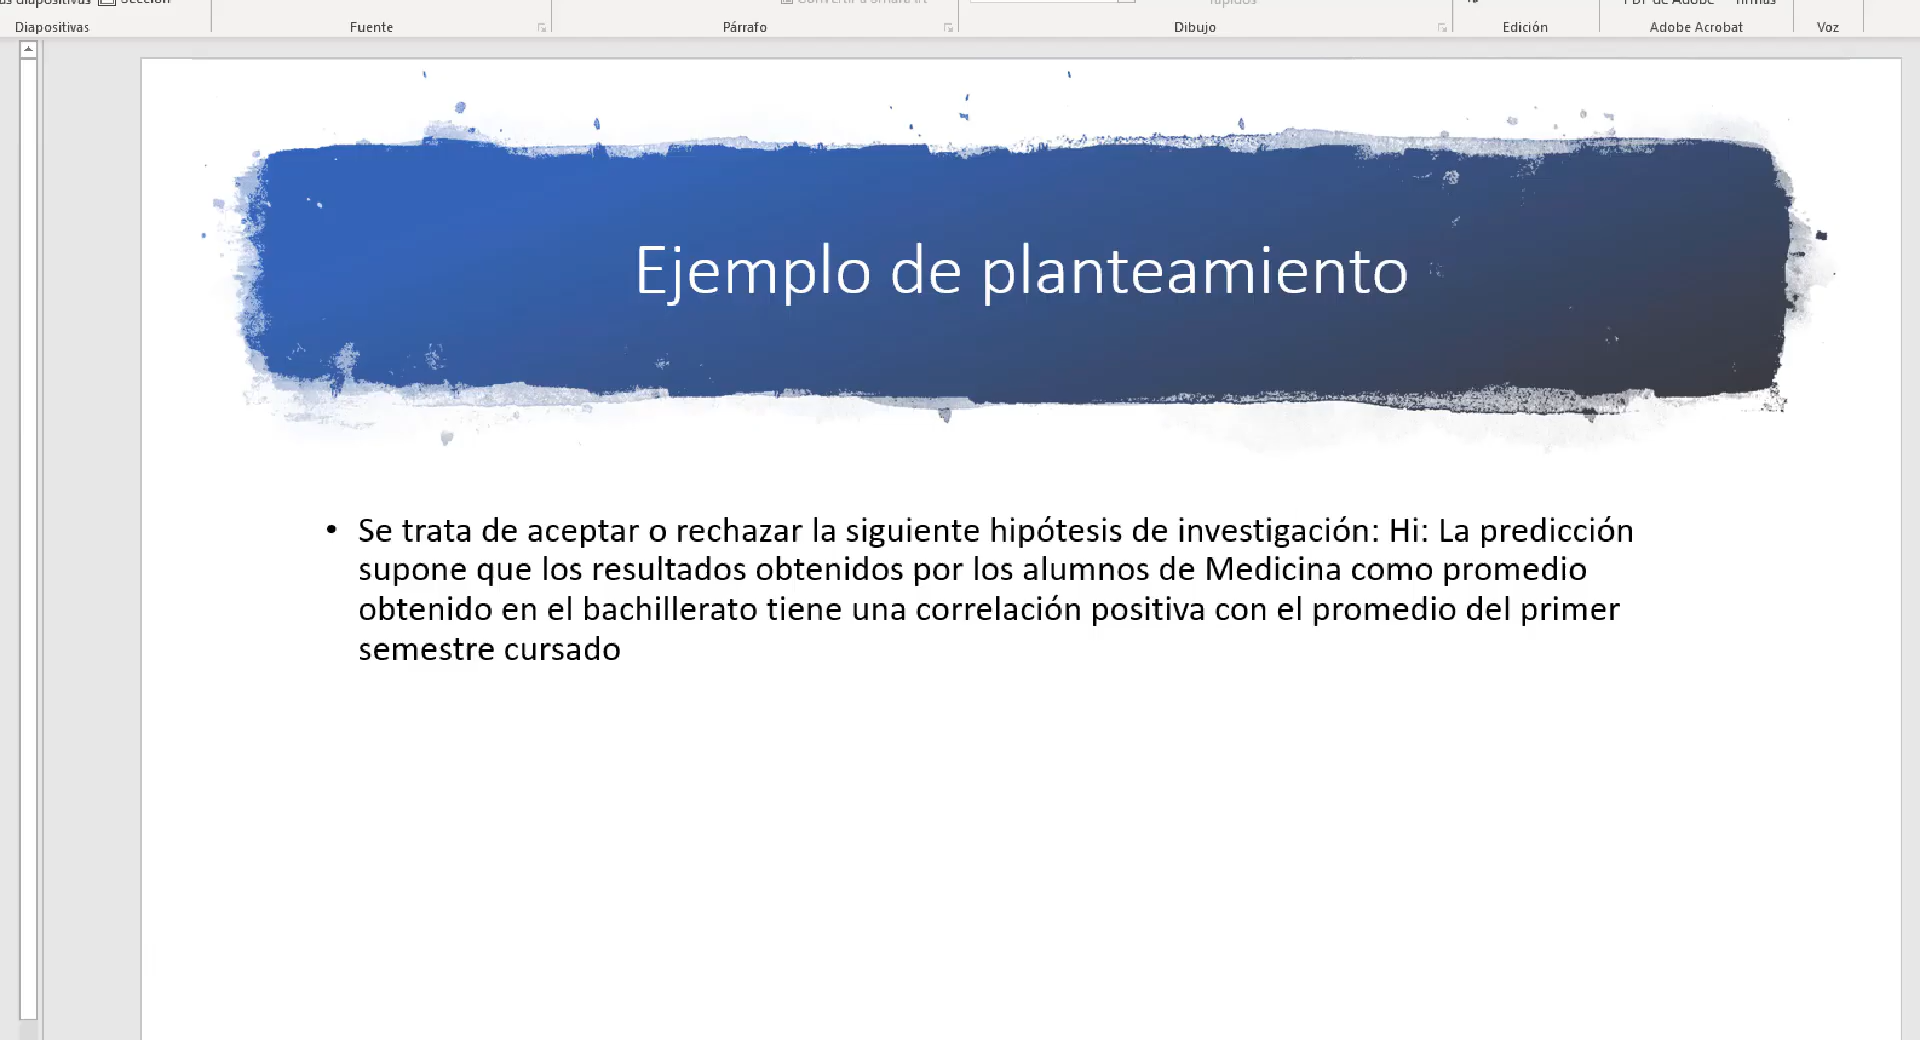 Diapositivas
Fuente
Párrafo
Dibujo
Edición
Adobe Acrobat
Voz
Ejemplo de planteamiento
• Se trata de aceptar o rechazar la siguiente hipótesis de investigación: Hi: La predicción
supone que los resultados obtenidos por los alumnos de Medicina como promedio
obtenido en el bachillerato tiene una correlación positiva con el promedio del primer
semestre cursado